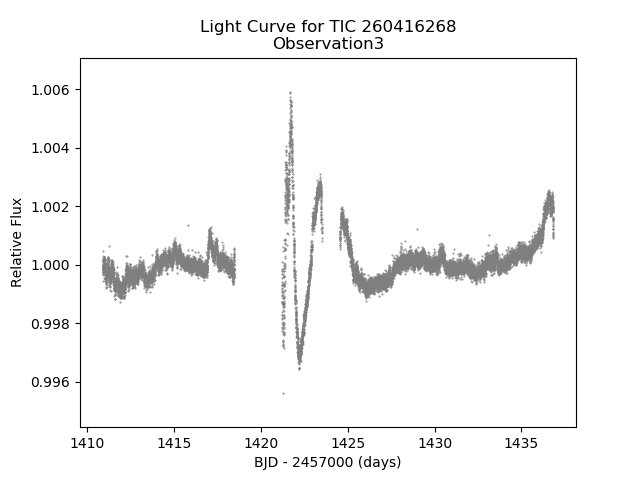 Light Curve for TIC 260416268
Observation3
1.006
1.004
1.002
1.000
0.998
0.996
Relative Flux
1410 1415 1420 1425 1430 1435
BJD - 2457000 (days)